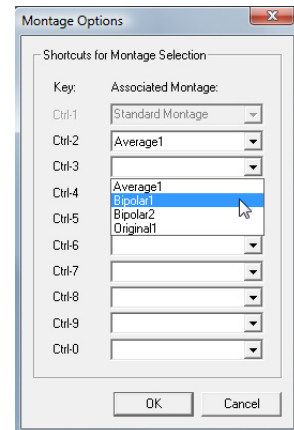 Montage Options
Shortcuts for Montage Selection
Key: Associated Montage:
Ctrl-1 Standard Montage
Ctrl-2 Average1
Ctrl-3
Average1
Ctrl-4
Bipolar1
Bipolar2
Ctrl-5
Original1
Ctrl-6
Ctrl-7
Ctrl-8
Ctrl-9
Ctrl-0
OK Cancel